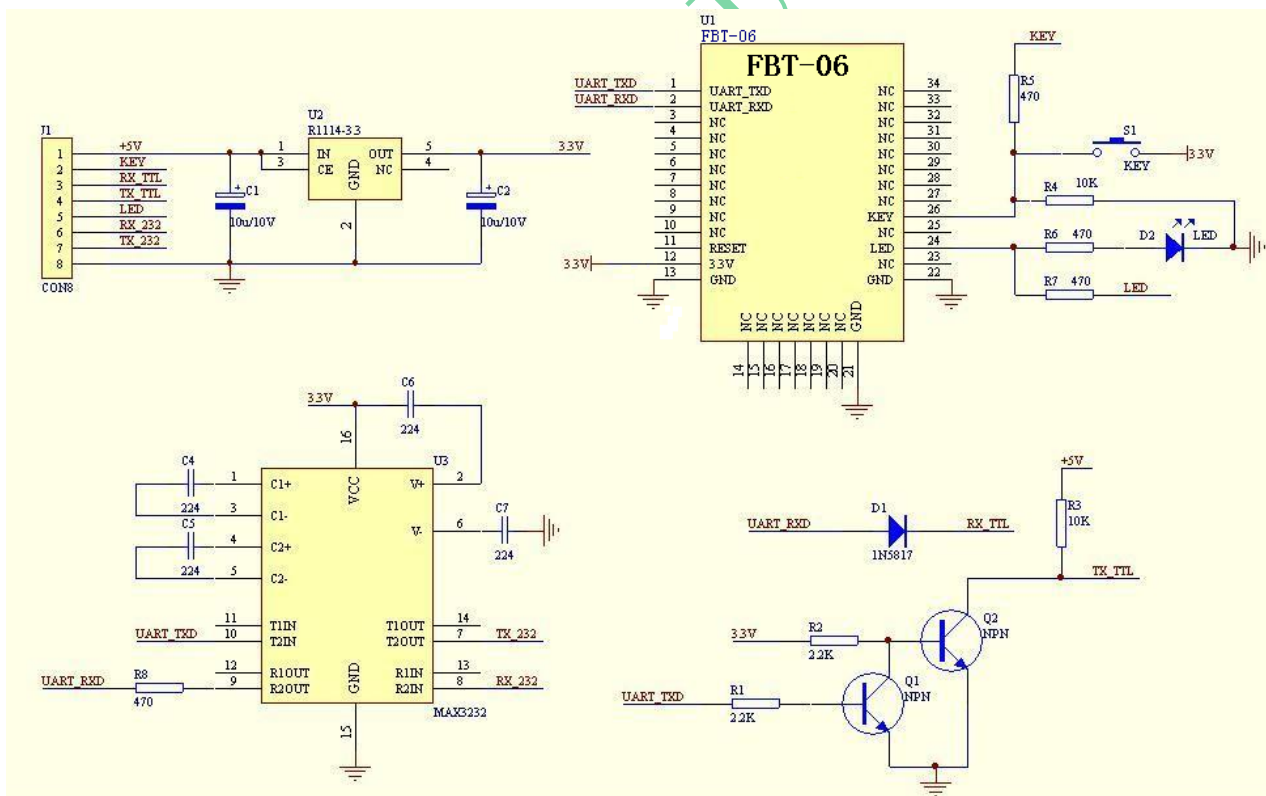 U1
FBT-06
FBT-06
UART_TXD 1 UART_TXD
UART_RXD 2 UART_RXD
3 NC
4 NC
5 NC
6 NC
7 NC
8 NC
9 NC
10 NC
11 RESET
3.3V 12 3.3V
13 GND
NC 34
NC 33
NC 32
NC 31
NC 30
NC 29
NC 28
NC 27
KEY 26
NC 25
LED 24
NC 23
GND 22
NC NC NC NC NC NC NC GND
14 15 16 17 18 19 20 21
KEY
R5
470
S1
KEY
3.3V
R4 10K
R6 470
D2 LED
R7 470 LED
J1
1 +5V
2 KEY
3 RX_TTL
4 TX_TTL
5 LED
6 RX_232
7 TX_232
8
CON8
C1
10u/10V
U2
R1114-3.3
1 IN OUT 5
3 CE NC 4
GND
2
3.3V
C2
10u/10V
3.3V
C6
224
16
U3
C4
224
C5
224
1 C1+
3 C1-
4 C2+
5 C2-
VCC
V+ 2
V- 6
C7
224
11 T1IN T1OUT 14
UART_TXD 10 T2IN T2OUT 7 TX_232
12 R1OUT R1IN 13
UART_RXD R8 9 R2OUT R2IN 8 RX_232
470
GND
MAX3232
15
+5V
R3
10K
D1
UART_RXD RX_TTL
1N5817
TX_TTL
Q2
NPN
3.3V R2
2.2K
Q1
NPN
UART_TXD R1
2.2K